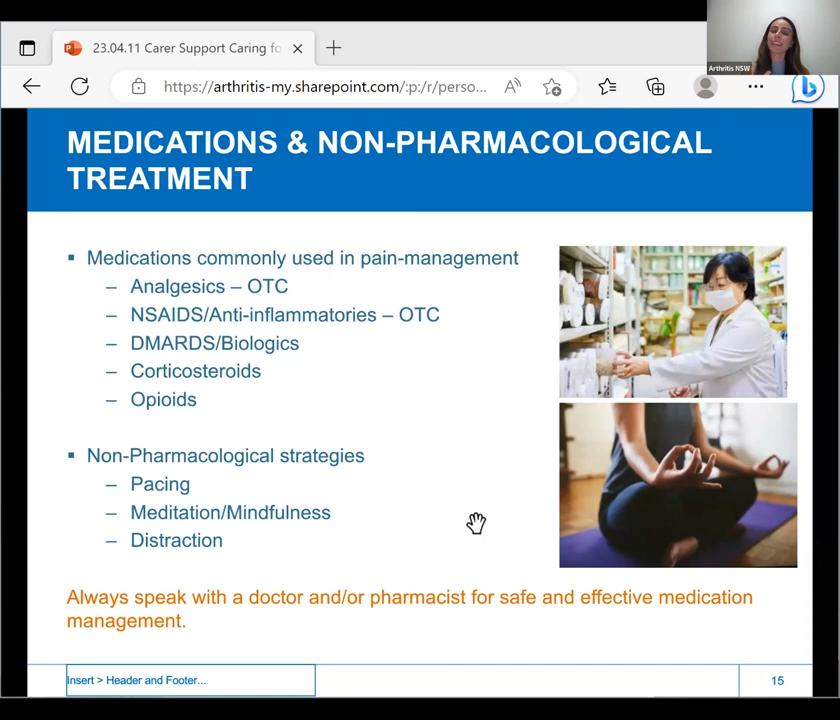 23.04.11 Carer Support Caring fo
Arthritis NSW
https://arthritis-my.sharepoint.com/:p:/r/perso...
MEDICATIONS & NON-PHARMACOLOGICAL
TREATMENT
▪ Medications commonly used in pain-management
– Analgesics – OTC
– NSAIDS/Anti-inflammatories – OTC
– DMARDS/Biologics
– Corticosteroids
– Opioids
▪ Non-Pharmacological strategies
– Pacing
– Meditation/Mindfulness
– Distraction
Always speak with a doctor and/or pharmacist for safe and effective medication
management.
Insert > Header and Footer...
15